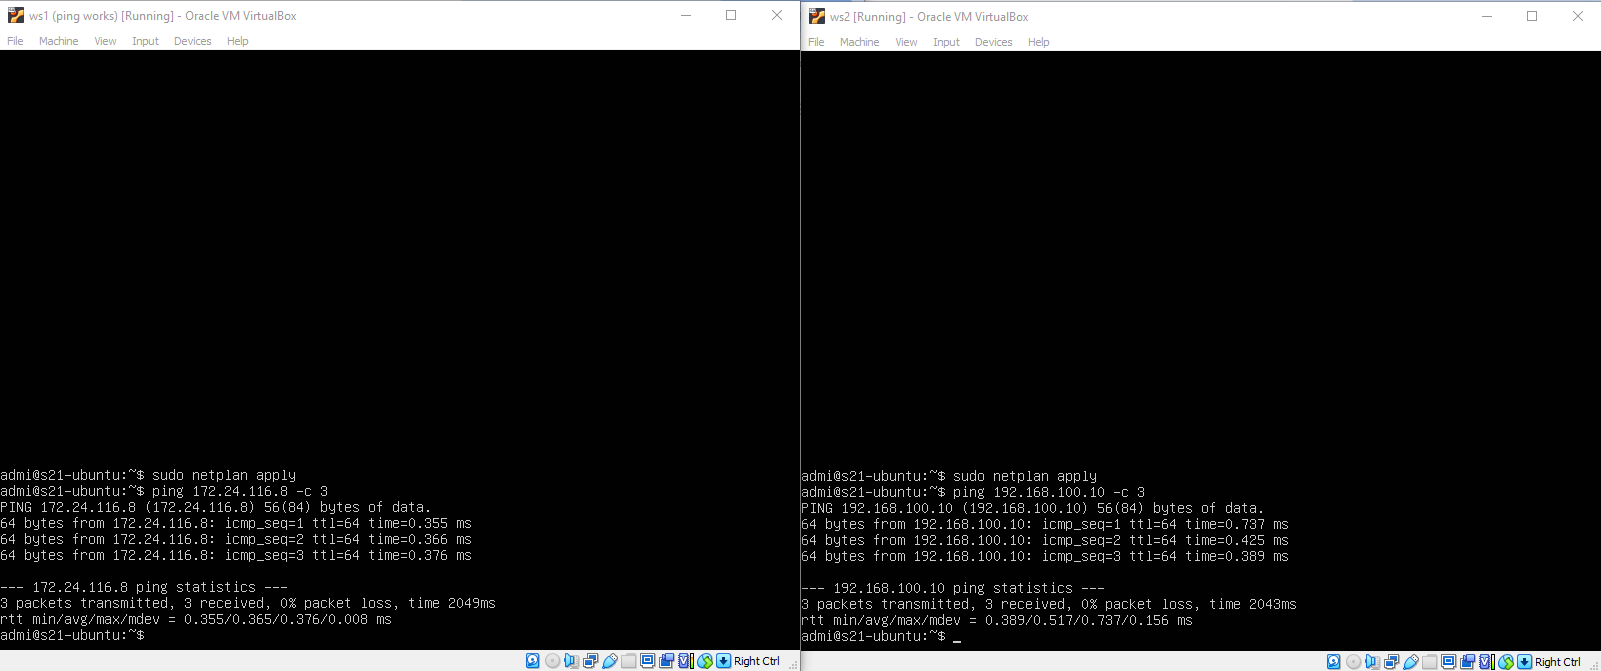 ws1 (ping works) [Running] - Oracle VM VirtualBox
File Machine View Input Devices Help
admi@s21-ubuntu:~$ sudo netplan apply
admi@s21-ubuntu:~$ ping 172.24.116.8 -c 3
PING 172.24.116.8 (172.24.116.8) 56(84) bytes of data.
64 bytes from 172.24.116.8: icmp_seq=1 ttl=64 time=0.355 ms
64 bytes from 172.24.116.8: icmp_seq=2 ttl=64 time=0.366 ms
64 bytes from 172.24.116.8: icmp_seq=3 ttl=64 time=0.376 ms
--- 172.24.116.8 ping statistics ---
3 packets transmitted, 3 received, 0% packet loss, time 2049ms
rtt min/avg/max/mdev = 0.355/0.365/0.376/0.008 ms
admi@s21-ubuntu:~$
Right Ctrl
ws2 [Running] - Oracle VM VirtualBox
File Machine View Input Devices Help
admi@s21-ubuntu:~$ sudo netplan apply
admi@s21-ubuntu:~$ ping 192.168.100.10 -c 3
PING 192.168.100.10 (192.168.100.10) 56(84) bytes of data.
64 bytes from 192.168.100.10: icmp_seq=1 ttl=64 time=0.737 ms
64 bytes from 192.168.100.10: icmp_seq=2 ttl=64 time=0.425 ms
64 bytes from 192.168.100.10: icmp_seq=3 ttl=64 time=0.389 ms
--- 192.168.100.10 ping statistics ---
3 packets transmitted, 3 received, 0% packet loss, time 2043ms
rtt min/avg/max/mdev = 0.389/0.517/0.737/0.156 ms
admi@s21-ubuntu:~$ _
Right Ctrl